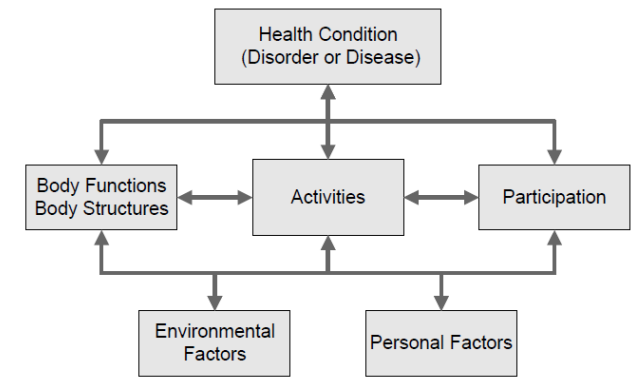 Health Condition
(Disorder or Disease)
Body Functions
Body Structures
Activities
Participation
Environmental
Factors
Personal Factors